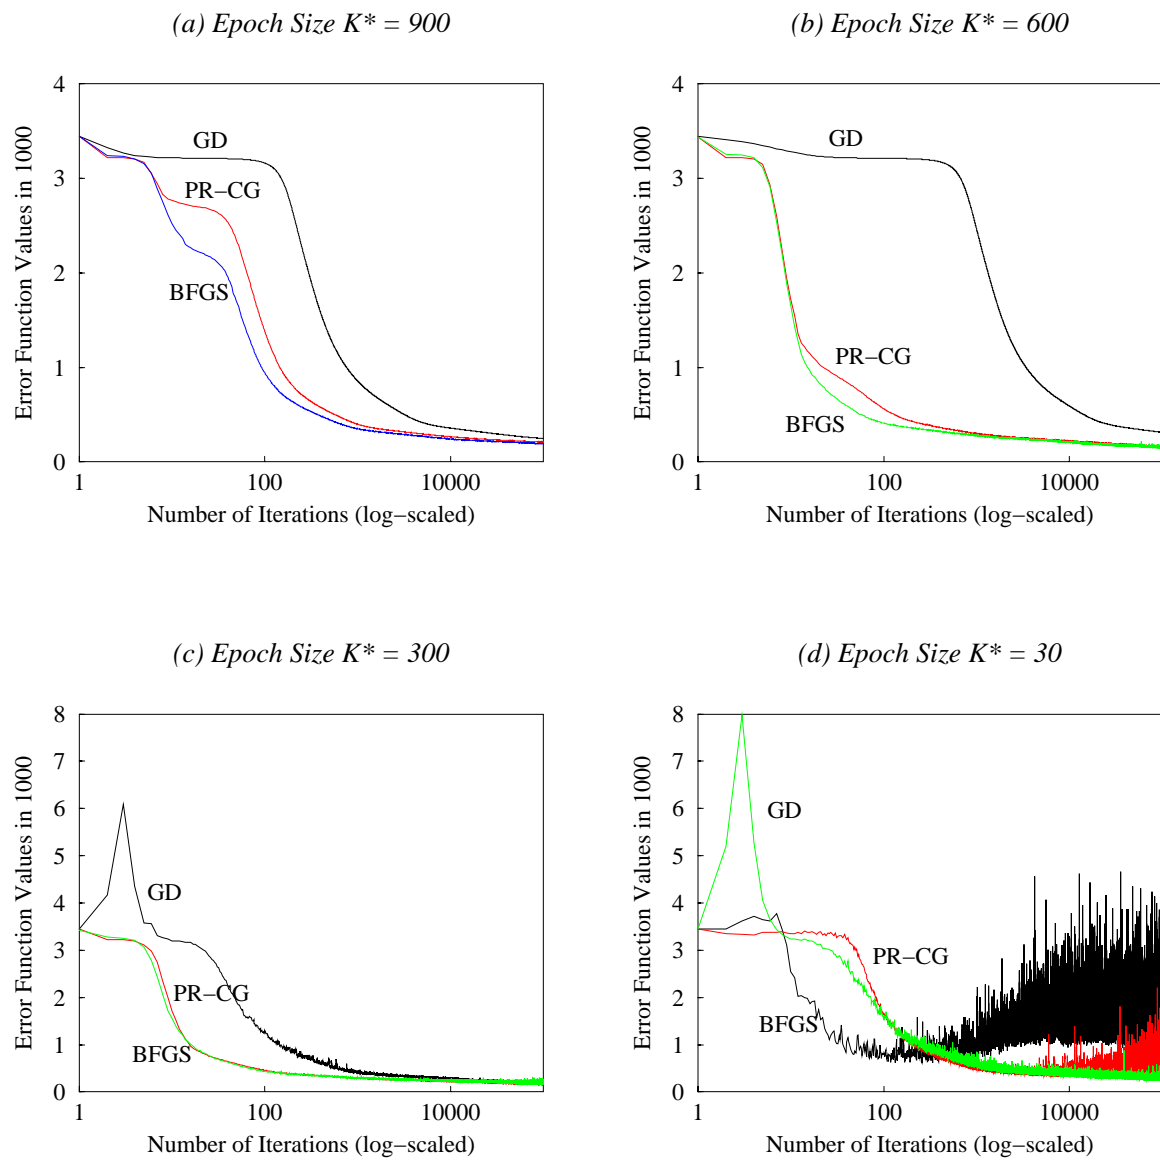 (a) Epoch Size K* = 900
4
3
2
1
0
1
100
10000
Error Function Values in 1000
Number of Iterations (log−scaled)
GD
PR−CG
BFGS
(b) Epoch Size K* = 600
4
3
2
1
0
1
100
10000
Error Function Values in 1000
Number of Iterations (log−scaled)
GD
PR−CG
BFGS
(c) Epoch Size K* = 300
8
7
6
5
4
3
2
1
0
1
100
10000
Error Function Values in 1000
Number of Iterations (log−scaled)
GD
PR−CG
BFGS
(d) Epoch Size K* = 30
8
7
6
5
4
3
2
1
0
1
100
10000
Error Function Values in 1000
Number of Iterations (log−scaled)
GD
PR−CG
BFGS